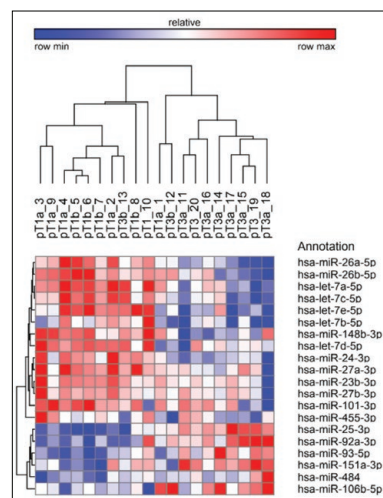 relative
row min
row max
pT1a_3
pT1a_9
pT1a_4
pT1b_5
pT1b_6
pT1b_7
pT1a_2
pT3b_13
pT1b_8
pT1_10
pT1a_1
pT3b_12
pT3a_11
pT3_20
pT3a_16
pT3a_14
pT3a_17
pT3a_15
pT3_19
pT3a_18
Annotation
hsa-miR-26a-5p
hsa-miR-26b-5p
hsa-let-7a-5p
hsa-let-7c-5p
hsa-let-7e-5p
hsa-let-7b-5p
hsa-miR-148b-3p
hsa-let-7d-5p
hsa-miR-24-3p
hsa-miR-27a-3p
hsa-miR-23b-3p
hsa-miR-27b-3p
hsa-miR-101-3p
hsa-miR-455-3p
hsa-miR-25-3p
hsa-miR-92a-3p
hsa-miR-93-5p
hsa-miR-151a-3p
hsa-miR-484
hsa-miR-106b-5p